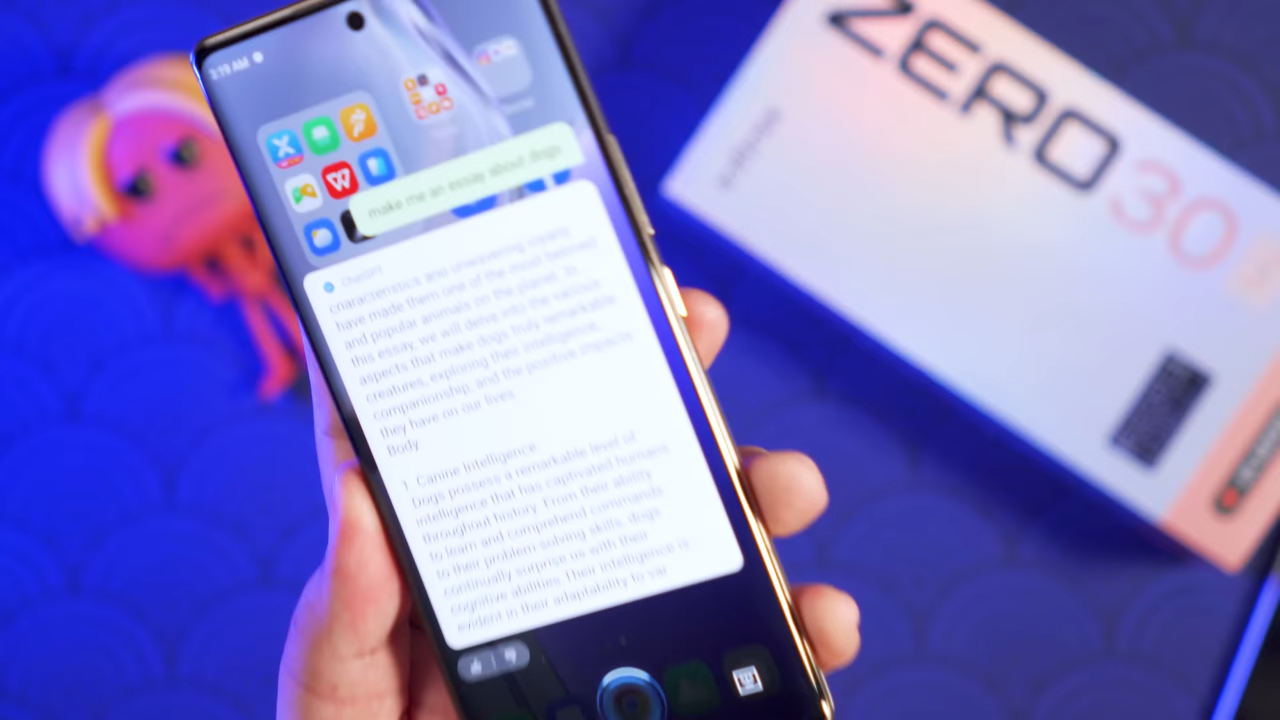 3:19 AM
make me an essay about dogs
ChatGPT
characteristics and unwavering
have made them one of the most beloved
and popular animals on the planet. In
this essay, we will delve into the various
aspects that make dogs truly remarkable
creatures, exploring their intelligence,
companionship, and the positive impacts
they have on our lives.
Body
1. Canine Intelligence:
Dogs possess a remarkable level of
intelligence that has captivated humans
throughout history. From their ability
to learn and comprehend commands
to their problem-solving skills, dogs
continually surprise us with their
cognitive abilities. Their intelligence is
evident in their adaptability to var
ZERO 30